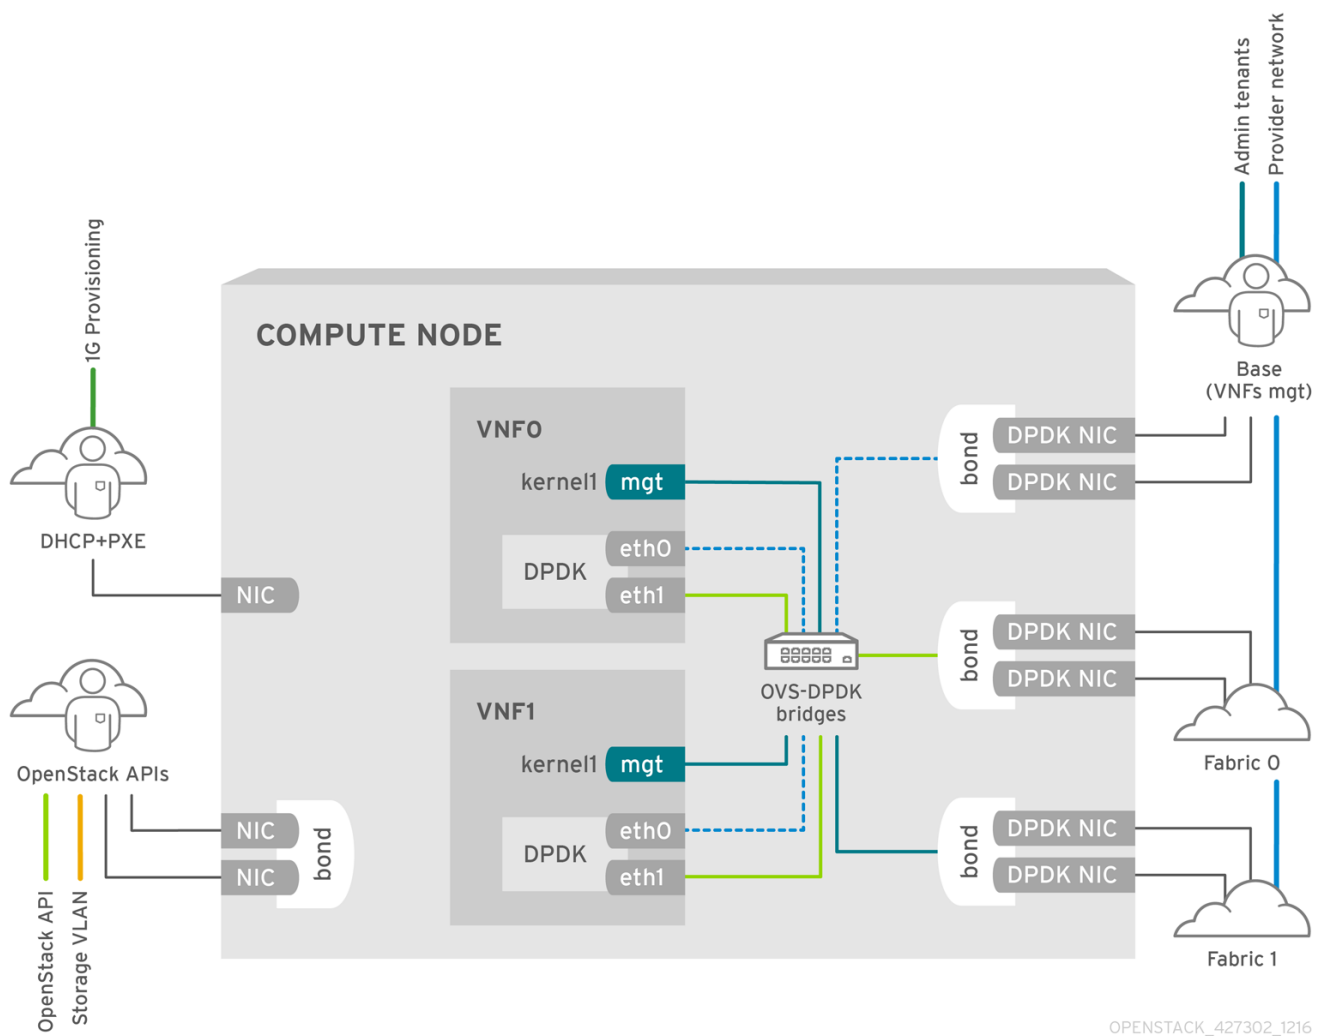 Admin tenants
Provider network
1G Provisioning
COMPUTE NODE
Base
(VNFs mgt)
DHCP+PXE
NIC
VNF0
kernel1
mgt
eth0
DPDK
eth1
bond
DPDK NIC
DPDK NIC
OVS-DPDK
bridges
bond
DPDK NIC
DPDK NIC
Fabric 0
OpenStack APIs
NIC
NIC
bond
OpenStack API
Storage VLAN
VNF1
kernel1
mgt
eth0
DPDK
eth1
bond
DPDK NIC
DPDK NIC
Fabric 1
OPENSTACK_427302_1216